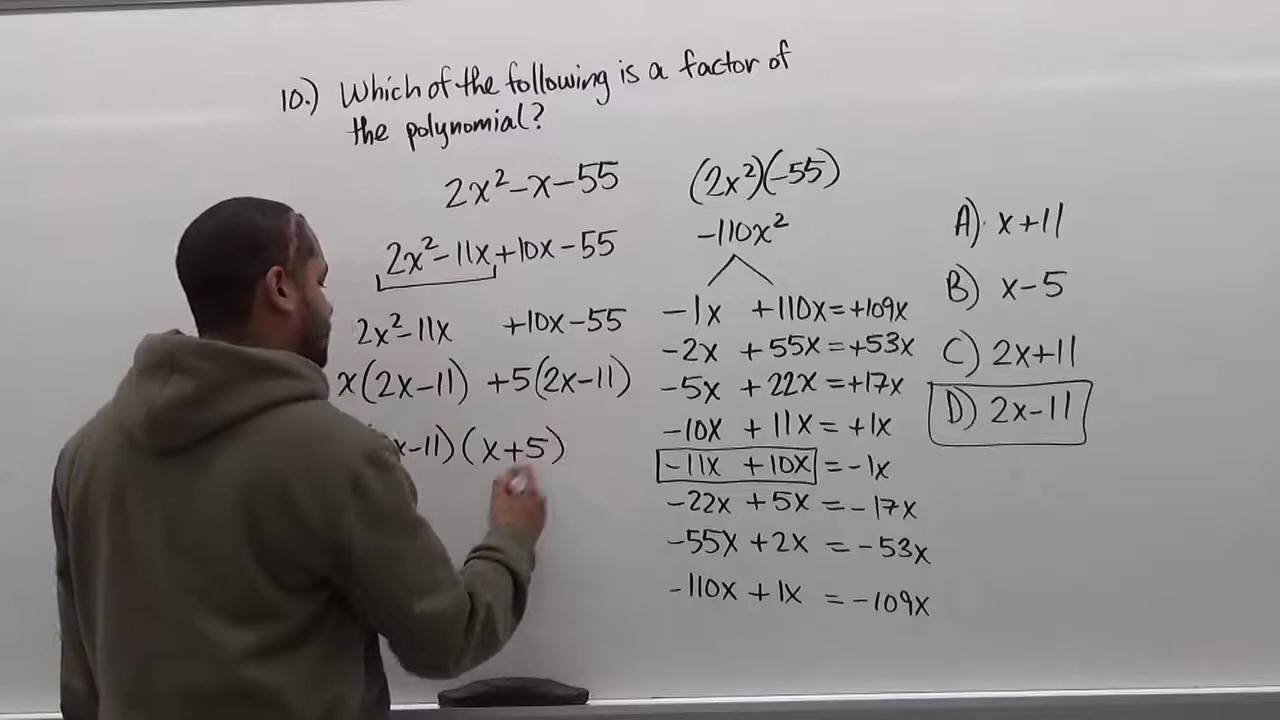 10.) Which of the following is a factor of
the polynomial?
2x²-x-55
2x²-11x+10x-55
2x²-11x +10x-55
x(2x-11) +5(2x-11)
x-11)(x+5)
(2x²)(-55)
-110x²
-1x +110x=+109x
-2x +55x=+53x
-5x +22x=+17x
-10x +11x=+1x
-11x +10x=-1x
-22x +5x=-17x
-55x+2x=-53x
-110x+1x=-109x
A) x+11
B) x-5
C) 2x+11
D) 2x-11